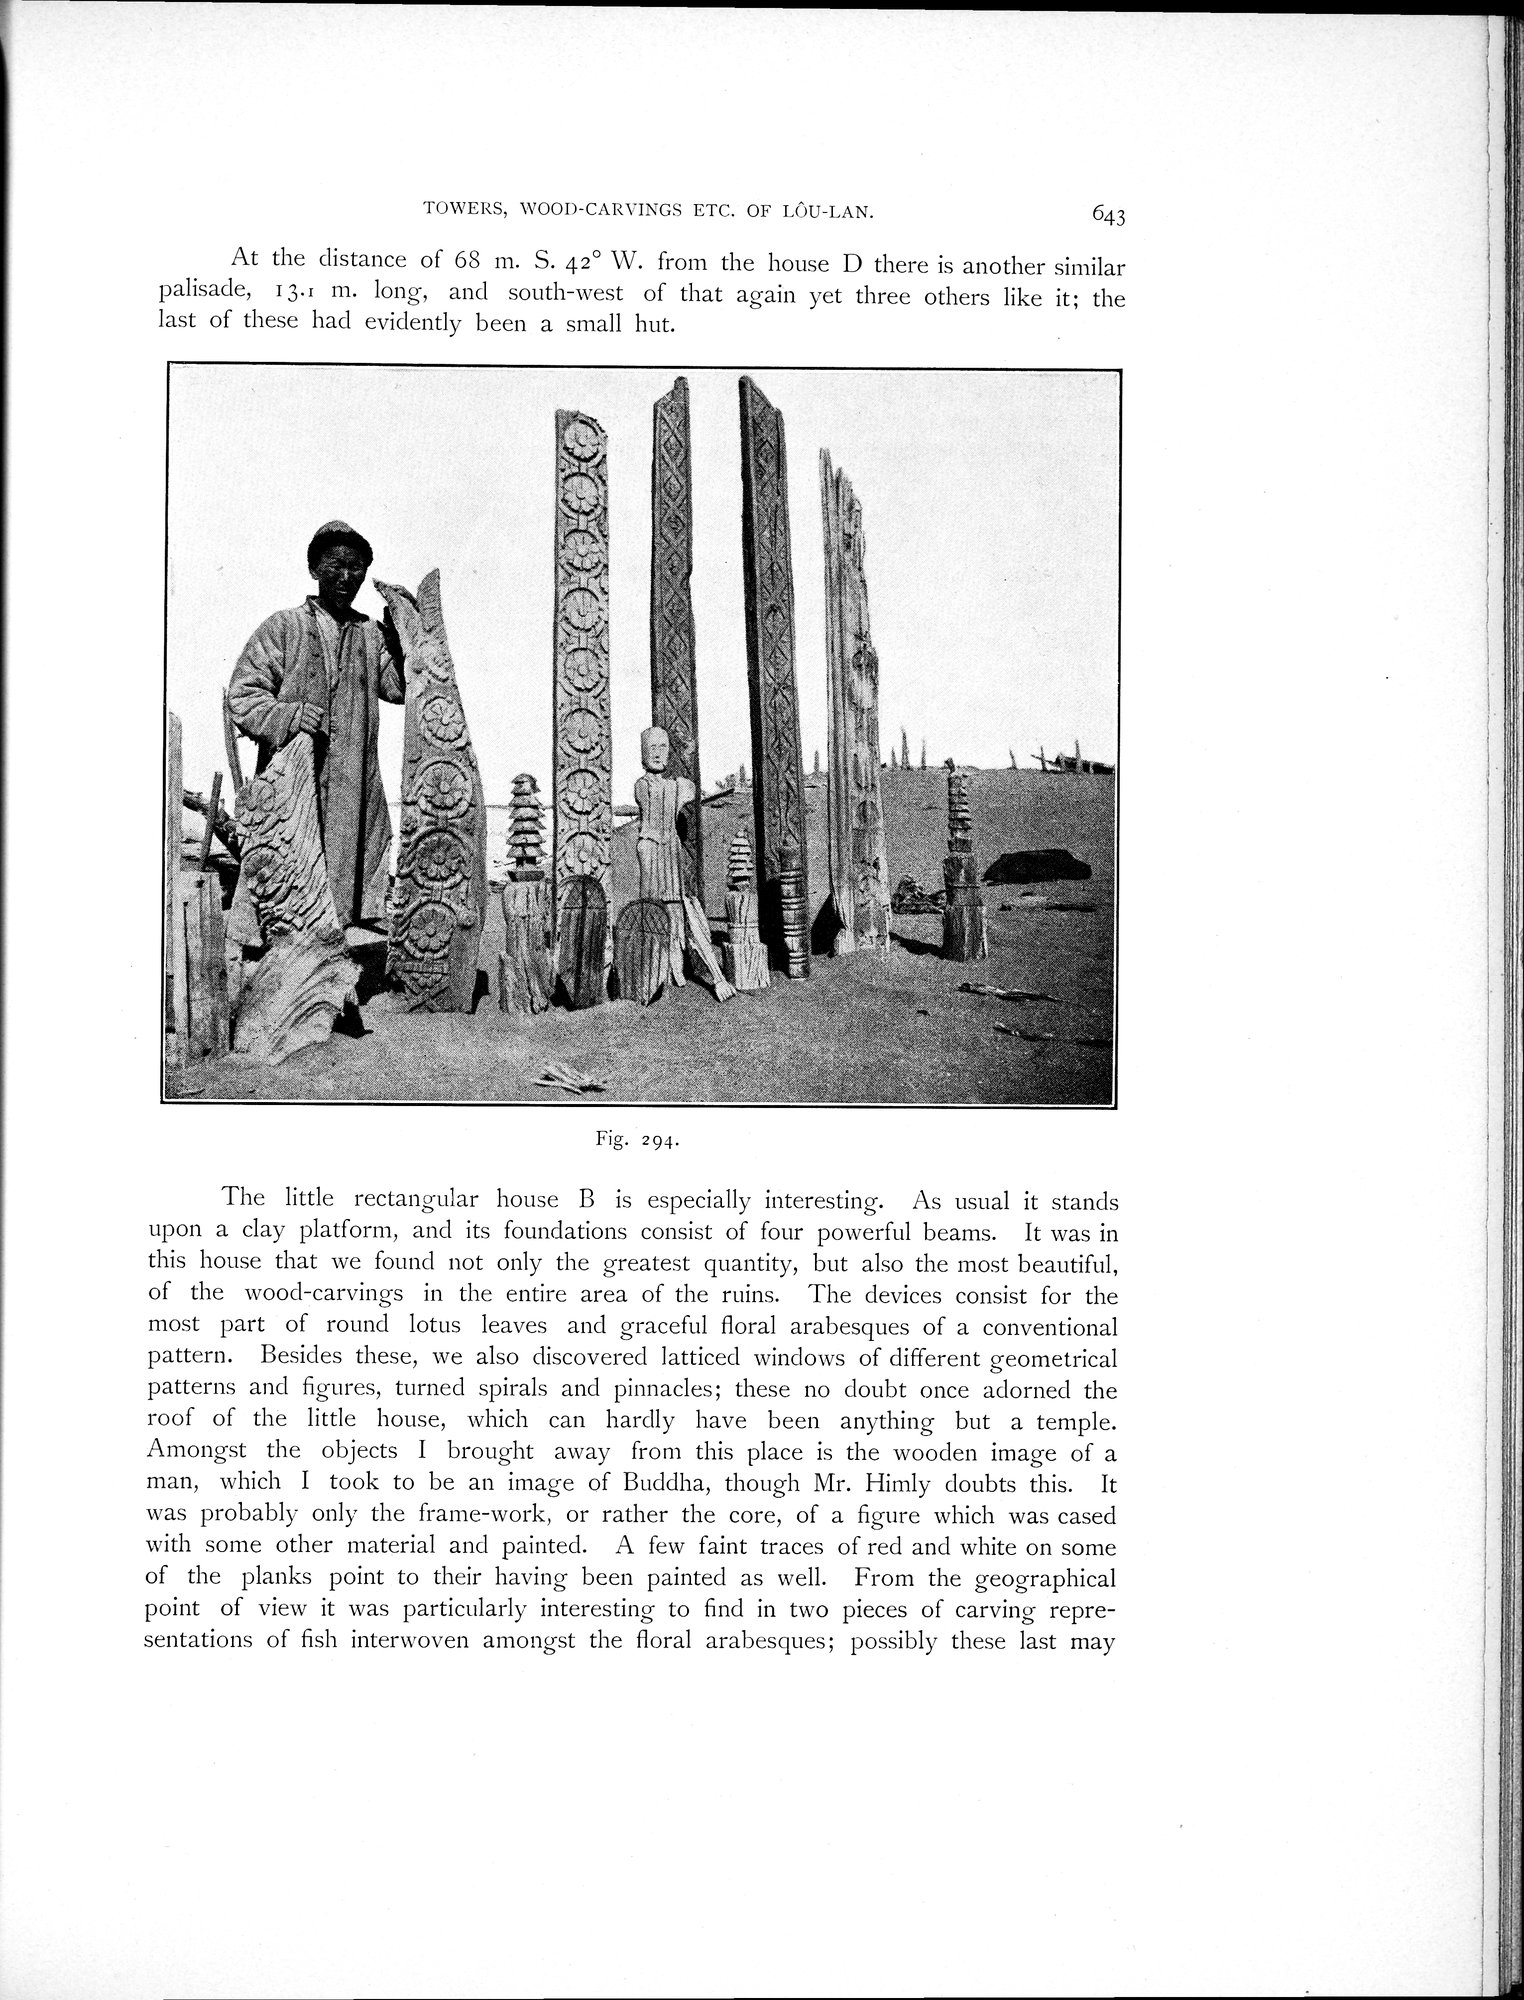 TOWERS, WOOD-CARVINGS ETC. OF LÔU-LAN. 643
At the distance of 68 m. S. 42° W. from the house D there is another similar
palisade, 13.1 m. long, and south-west of that again yet three others like it; the
last of these had evidently been a small hut.
Fig. 294.
The little rectangular house B is especially interesting. As usual it stands
upon a clay platform, and its foundations consist of four powerful beams. It was in
this house that we found not only the greatest quantity, but also the most beautiful,
of the wood-carvings in the entire area of the ruins. The devices consist for the
most part of round lotus leaves and graceful floral arabesques of a conventional
pattern. Besides these, we also discovered latticed windows of different geometrical
patterns and figures, turned spirals and pinnacles; these no doubt once adorned the
roof of the little house, which can hardly have been anything but a temple.
Amongst the objects I brought away from this place is the wooden image of a
man, which I took to be an image of Buddha, though Mr. Himly doubts this. It
was probably only the frame-work, or rather the core, of a figure which was cased
with some other material and painted. A few faint traces of red and white on some
of the planks point to their having been painted as well. From the geographical
point of view it was particularly interesting to find in two pieces of carving repre-
sentations of fish interwoven amongst the floral arabesques; possibly these last may